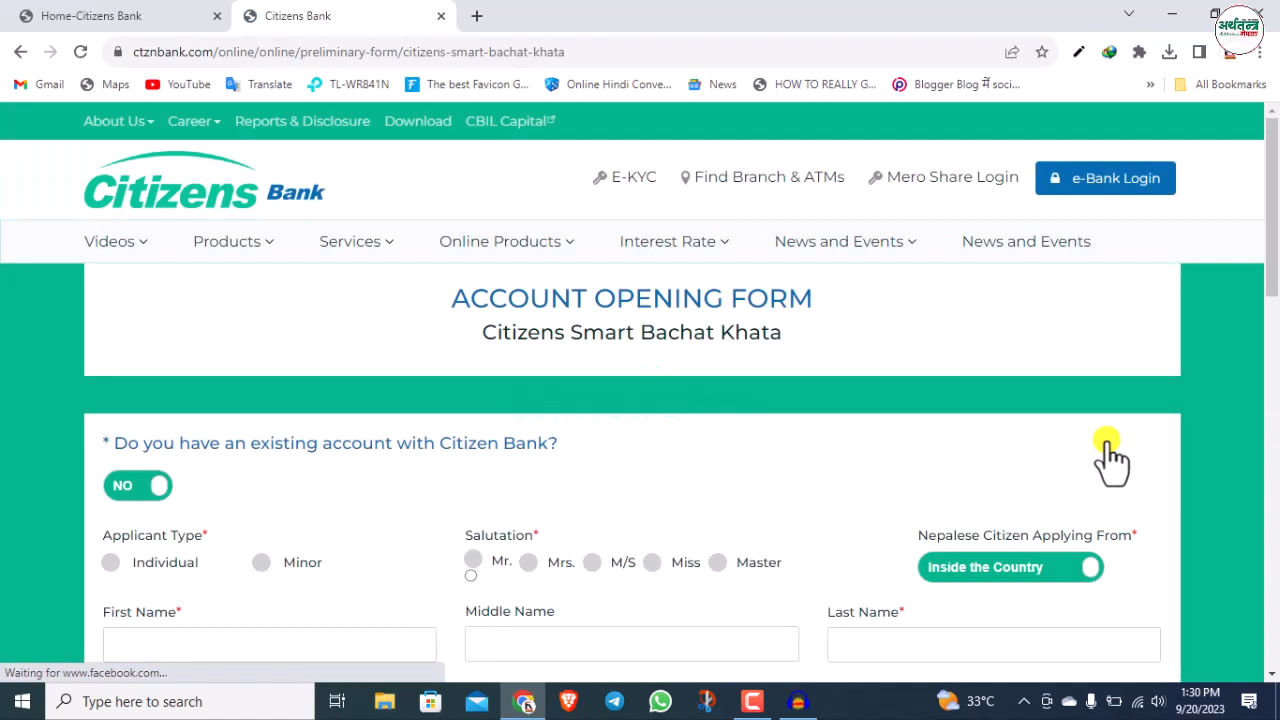 Home-Citizens Bank
Citizens Bank
अर्थतन्त्र
नेपाल
ctznbank.com/online/online/preliminary-form/citizens-smart-bachat-khata
Gmail Maps YouTube Translate TL-WR841N The best Favicon G... Online Hindi Conve... News HOW TO REALLY G... Blogger Blog में soci... » All Bookmarks
About Us Career Reports & Disclosure Download CBIL Capital
Citizens Bank
E-KYC Find Branch & ATMs Mero Share Login e-Bank Login
Videos Products Services Online Products Interest Rate News and Events News and Events
ACCOUNT OPENING FORM
Citizens Smart Bachat Khata
* Do you have an existing account with Citizen Bank?
NO
Applicant Type* Salutation* Nepalese Citizen Applying From*
Individual Minor Mr. Mrs. M/S Miss Master Inside the Country
First Name* Middle Name Last Name*
Waiting for www.facebook.com...
Type here to search
33°C
1:30 PM
9/20/2023